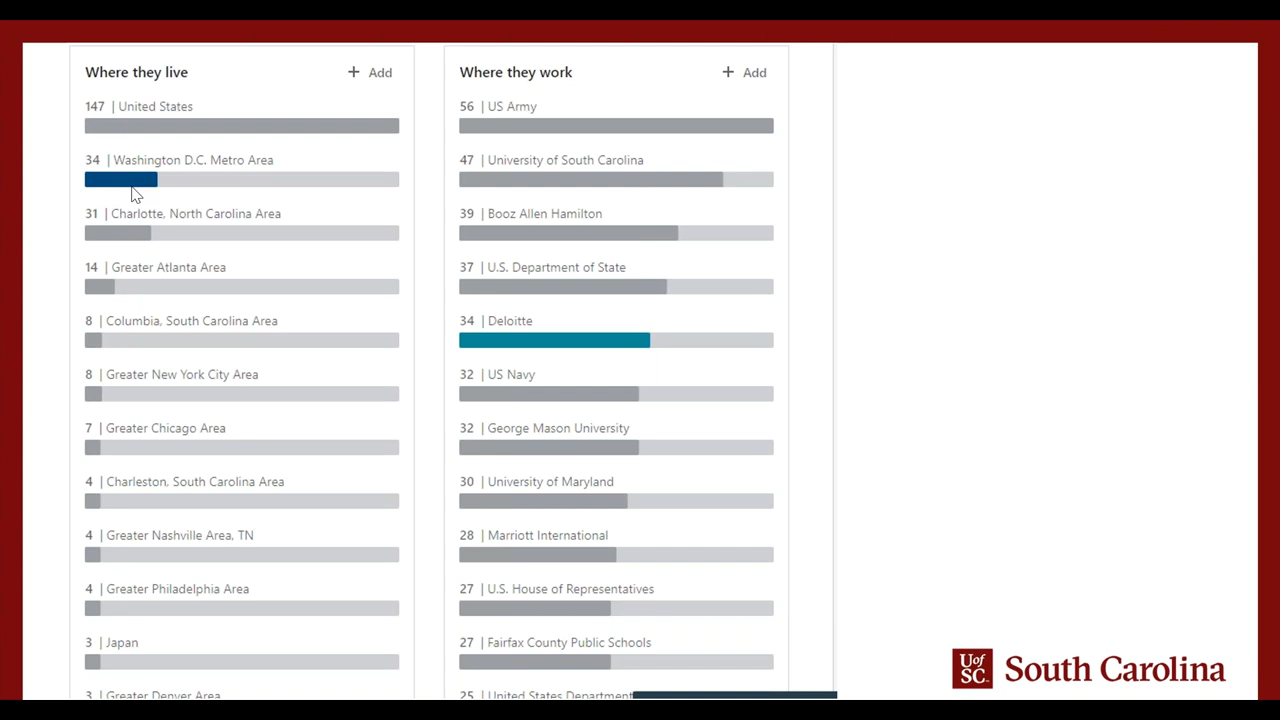 Where they live
+ Add
147 | United States
34 | Washington D.C. Metro Area
31 | Charlotte, North Carolina Area
14 | Greater Atlanta Area
8 | Columbia, South Carolina Area
8 | Greater New York City Area
7 | Greater Chicago Area
4 | Charleston, South Carolina Area
4 | Greater Nashville Area, TN
4 | Greater Philadelphia Area
3 | Japan
3 | Greater Denver Area
Where they work
+ Add
56 | US Army
47 | University of South Carolina
39 | Booz Allen Hamilton
37 | U.S. Department of State
34 | Deloitte
32 | US Navy
32 | George Mason University
30 | University of Maryland
28 | Marriott International
27 | U.S. House of Representatives
27 | Fairfax County Public Schools
25 | United States Department
UofSC
South Carolina